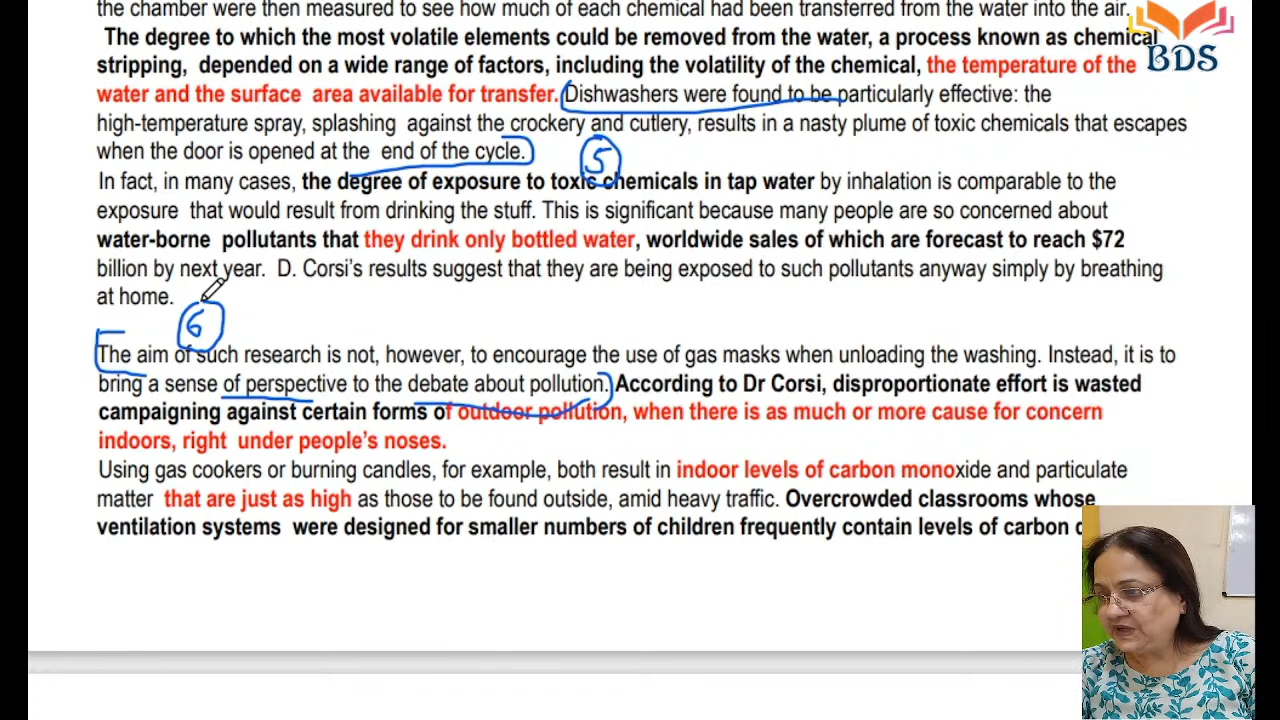 the chamber were then measured to see how much of each chemical had been transferred from the water into the air.
The degree to which the most volatile elements could be removed from the water, a process known as chemical
BDS
stripping, depended on a wide range of factors, including the volatility of the chemical, the temperature of the
water and the surface area available for transfer. Dishwashers were found to be particularly effective: the
high-temperature spray, splashing against the crockery and cutlery, results in a nasty plume of toxic chemicals that escapes
when the door is opened at the end of the cycle.
5
In fact, in many cases, the degree of exposure to toxic chemicals in tap water by inhalation is comparable to the
exposure that would result from drinking the stuff. This is significant because many people are so concerned about
water-borne pollutants that they drink only bottled water, worldwide sales of which are forecast to reach $72
billion by next year. D. Corsi's results suggest that they are being exposed to such pollutants anyway simply by breathing
at home.
6
The aim of such research is not, however, to encourage the use of gas masks when unloading the washing. Instead, it is to
bring a sense of perspective to the debate about pollution. According to Dr Corsi, disproportionate effort is wasted
campaigning against certain forms of outdoor pollution, when there is as much or more cause for concern
indoors, right under people's noses.
Using gas cookers or burning candles, for example, both result in indoor levels of carbon monoxide and particulate
matter that are just as high as those to be found outside, amid heavy traffic. Overcrowded classrooms whose
ventilation systems were designed for smaller numbers of children frequently contain levels of carbon